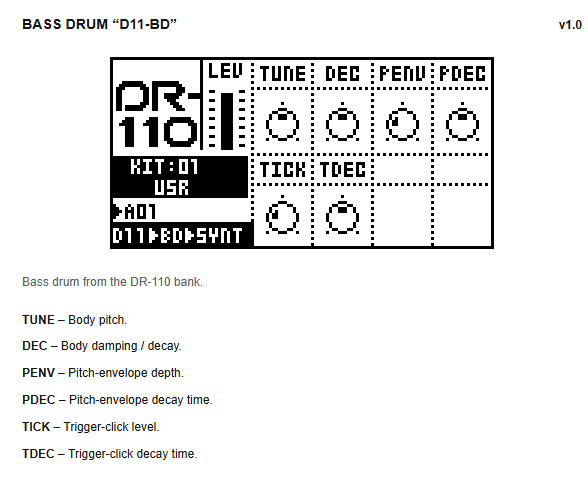 BASS DRUM “D11-BD” v1.0
LEV TUNE DEC PENV PDEC
DR-
110
KIT:01
USR
TICK TDEC
A01
D11▸BD▸SYNT
Bass drum from the DR-110 bank.
TUNE – Body pitch.
DEC – Body damping / decay.
PENV – Pitch-envelope depth.
PDEC – Pitch-envelope decay time.
TICK – Trigger-click level.
TDEC – Trigger-click decay time.